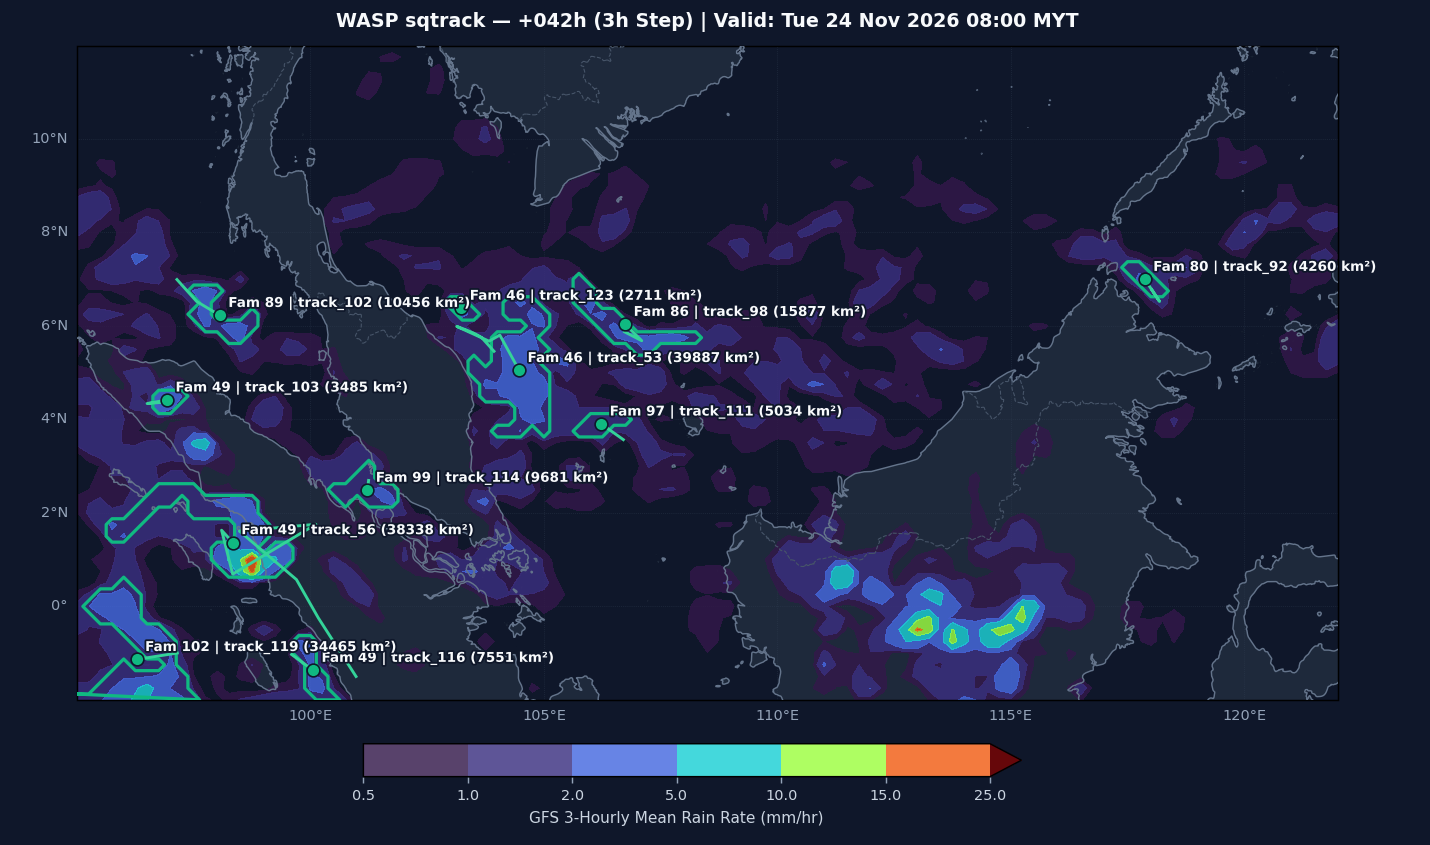 WASP sqtrack — +042h (3h Step) | Valid: Tue 24 Nov 2026 08:00 MYT
10°N
8°N
6°N
4°N
2°N
0°
Fam 80 | track_92 (4260 km²)
Fam 89 | track_102 (10456 km²)
Fam 46 | track_123 (2711 km²)
Fam 86 | track_98 (15877 km²)
Fam 46 | track_53 (39887 km²)
Fam 49 | track_103 (3485 km²)
Fam 97 | track_111 (5034 km²)
Fam 99 | track_114 (9681 km²)
Fam 49 | track_56 (38338 km²)
Fam 102 | track_119 (34465 km²)
Fam 49 | track_116 (7551 km²)
100°E 105°E 110°E 115°E 120°E
0.5 1.0 2.0 5.0 10.0 15.0 25.0
GFS 3-Hourly Mean Rain Rate (mm/hr)